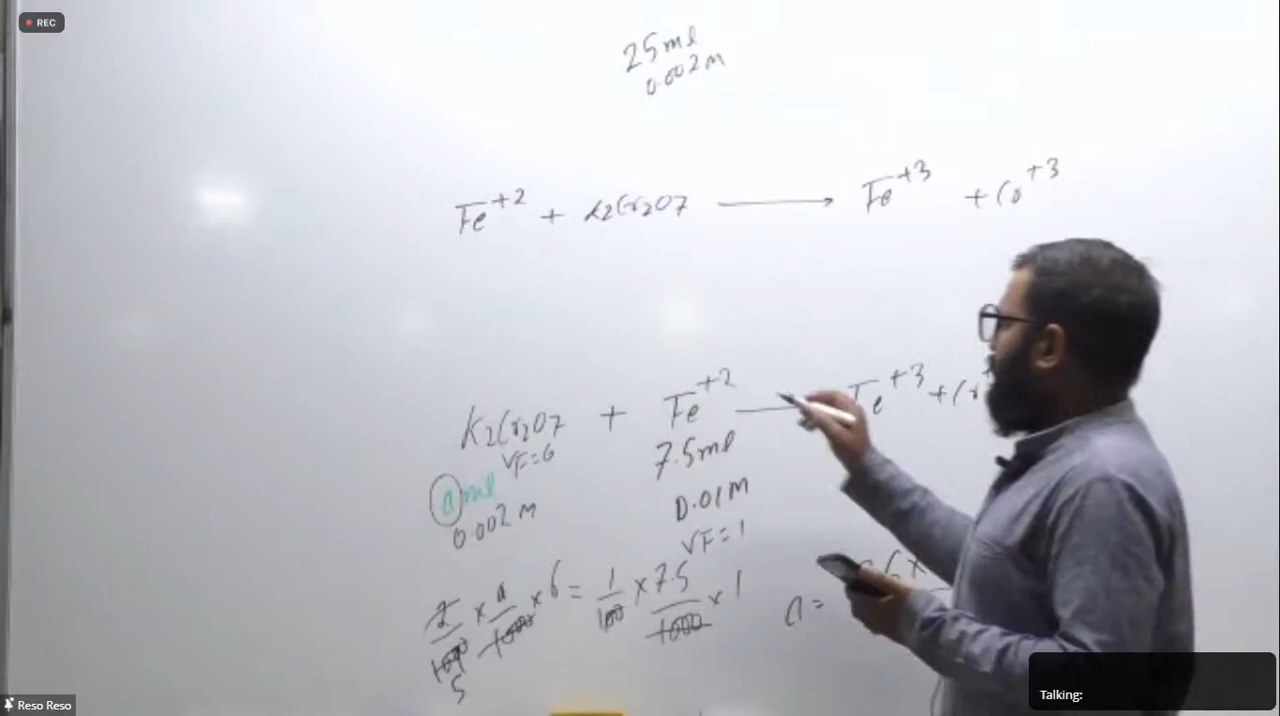 REC
25ml
0.002 M
Fe+2 + K2Cr2O7 → Fe+3 + Cr+3
K2Cr2O7 + Fe+2 — Fe+3 + Cr
VF=6 7.5ml
a ml 0.01M
0.002 M VF=1
2/1000 × a/1000 × 6 = 1/100 × 7.5/1000 × 1 a=
5
Reso Reso
Talking: